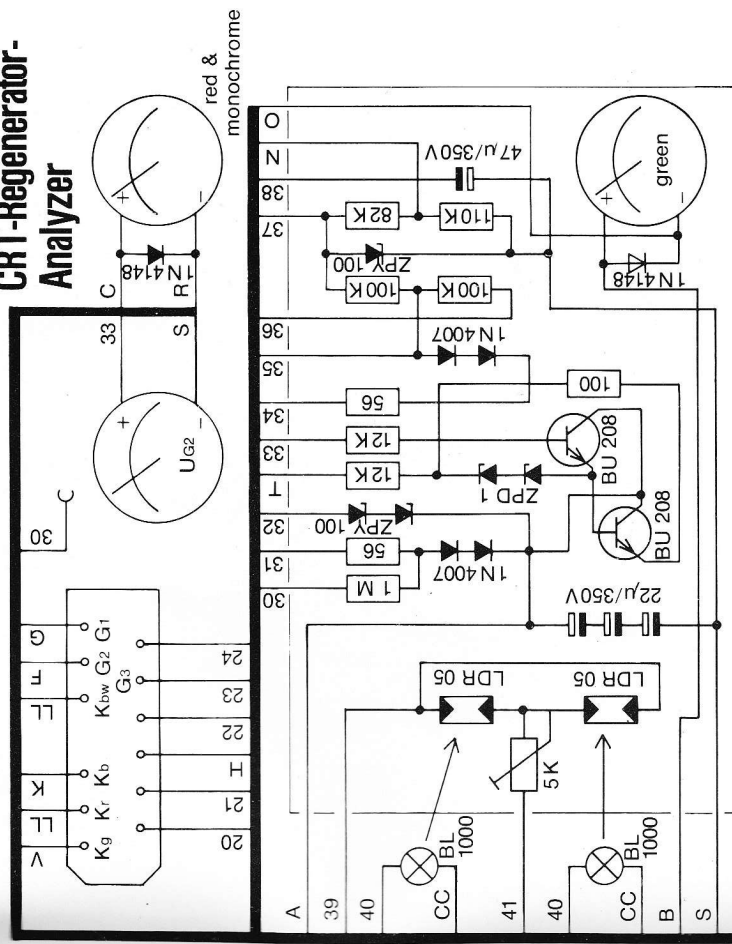 CRT-Regenerator-
Analyzer
red &
monochrome
+
-
1N4148
C
R
33
S
+
-
UG2
30
G
F
LL
K
LL
V
G1
G2
G3
Kbw
Kb
Kr
Kg
24
23
22
H
21
20
O
N
38
37
36
35
34
33
T
32
31
30
47µ/350V
82K
110K
ZPY 100
100K
100K
1N4007
56
12K
12K
100
ZPD 1
BU 208
BU 208
ZPY 100
56
1 M
1N4007
22µ/350V
+
-
green
1N4148
A
39
40
CC
41
40
CC
B
S
BL
1000
BL
1000
LDR 05
LDR 05
5K